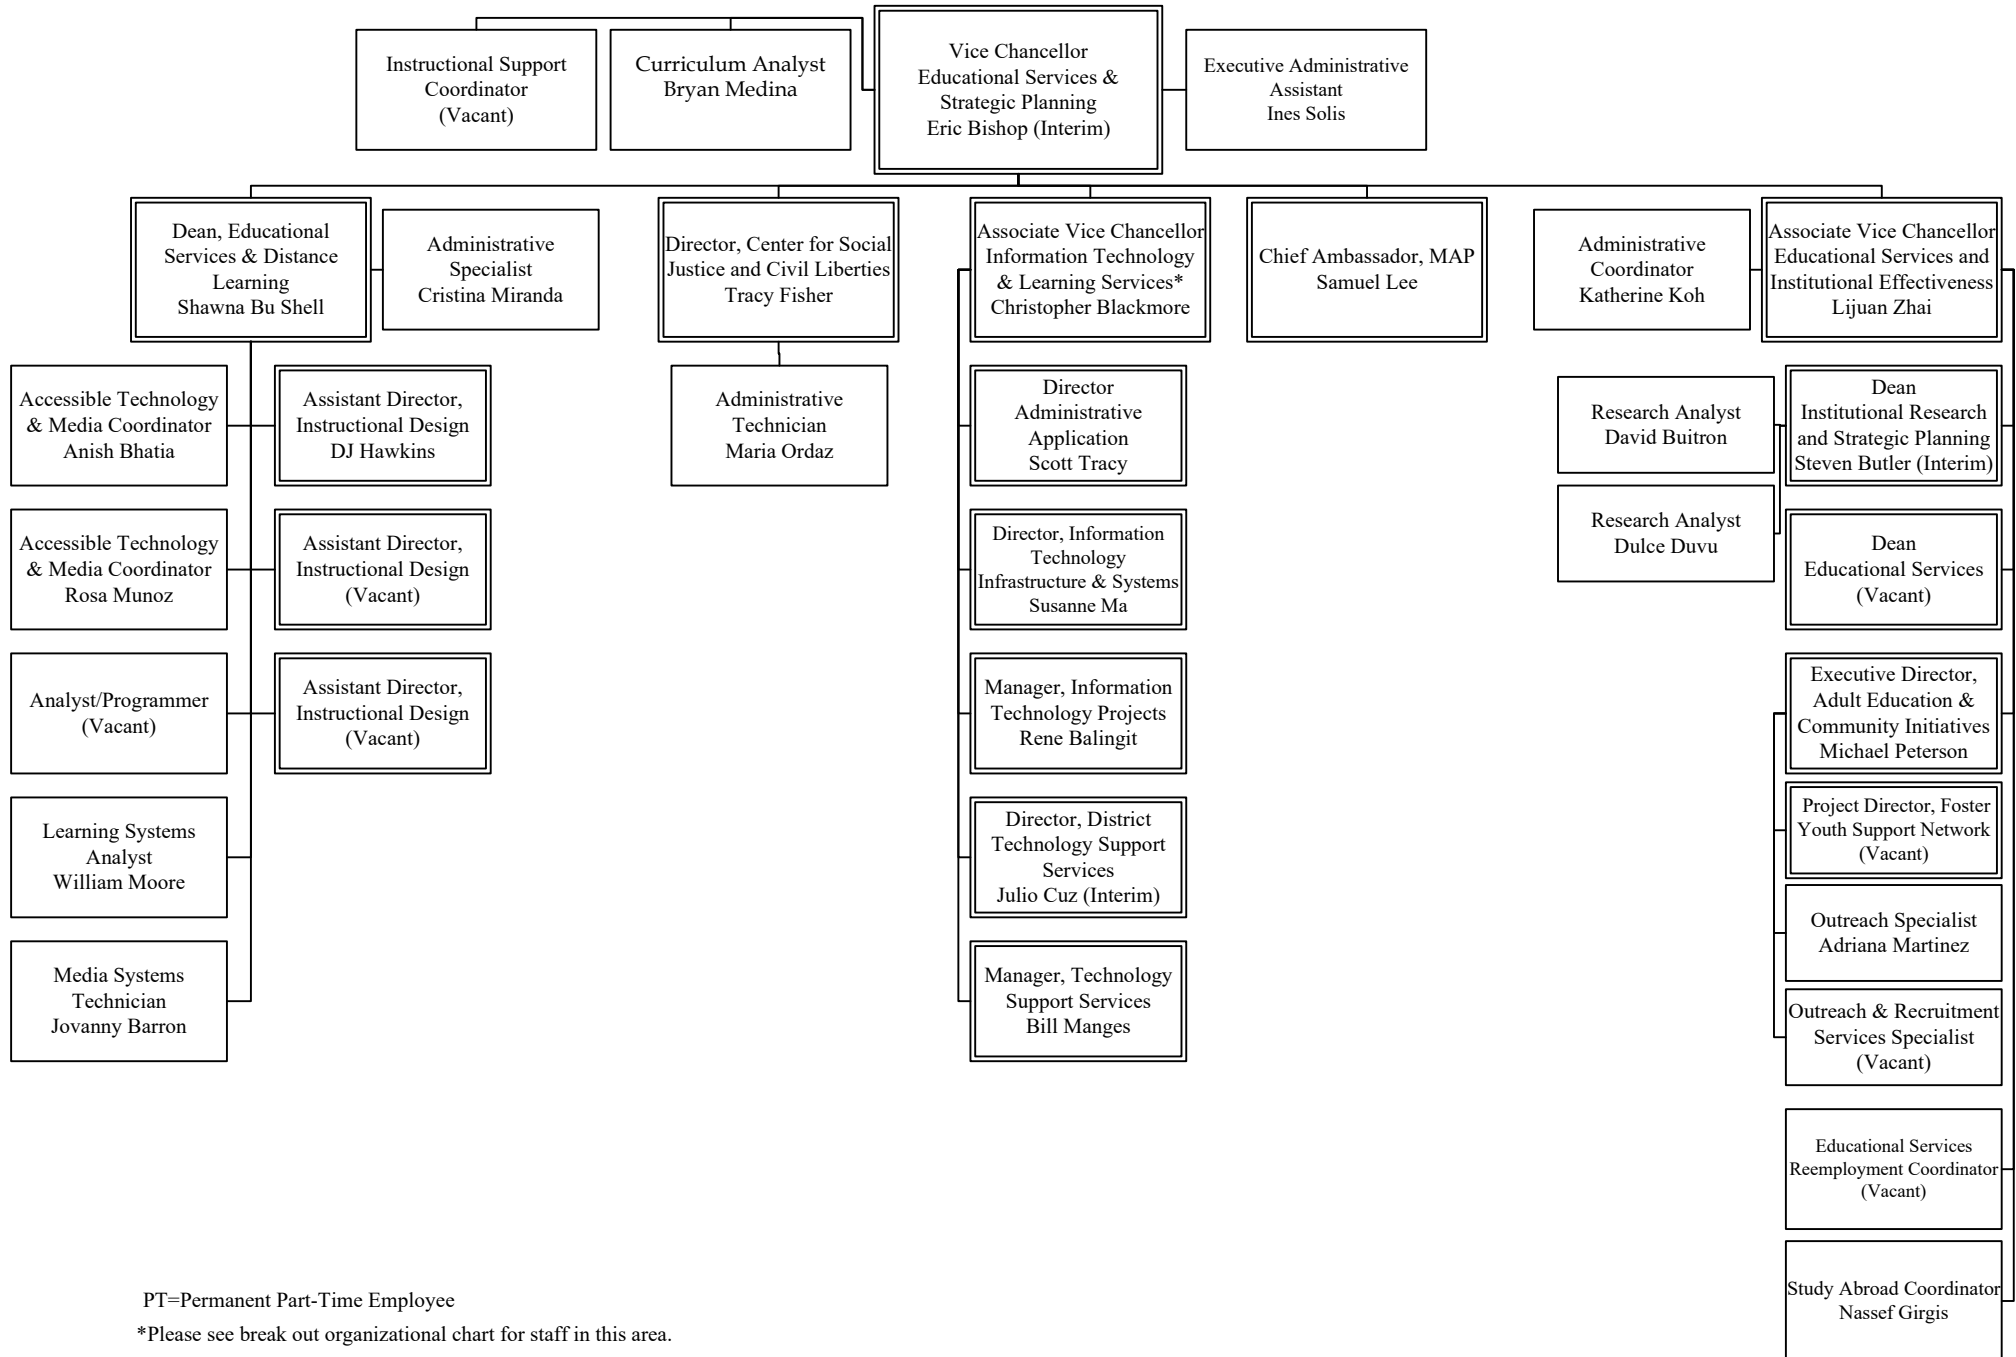 Instructional Support
Coordinator
(Vacant)
Curriculum Analyst
Bryan Medina
Vice Chancellor
Educational Services &
Strategic Planning
Eric Bishop (Interim)
Executive Administrative
Assistant
Ines Solis
Dean, Educational
Services & Distance
Learning
Shawna Bu Shell
Administrative
Specialist
Cristina Miranda
Director, Center for Social
Justice and Civil Liberties
Tracy Fisher
Associate Vice Chancellor
Information Technology
& Learning Services*
Christopher Blackmore
Chief Ambassador, MAP
Samuel Lee
Administrative
Coordinator
Katherine Koh
Associate Vice Chancellor
Educational Services and
Institutional Effectiveness
Lijuan Zhai
Accessible Technology
& Media Coordinator
Anish Bhatia
Assistant Director,
Instructional Design
DJ Hawkins
Administrative
Technician
Maria Ordaz
Director
Administrative
Application
Scott Tracy
Research Analyst
David Buitron
Dean
Institutional Research
and Strategic Planning
Steven Butler (Interim)
Accessible Technology
& Media Coordinator
Rosa Munoz
Assistant Director,
Instructional Design
(Vacant)
Director, Information
Technology
Infrastructure & Systems
Susanne Ma
Research Analyst
Dulce Duvu
Dean
Educational Services
(Vacant)
Analyst/Programmer
(Vacant)
Assistant Director,
Instructional Design
(Vacant)
Manager, Information
Technology Projects
Rene Balingit
Executive Director,
Adult Education &
Community Initiatives
Michael Peterson
Learning Systems
Analyst
William Moore
Director, District
Technology Support
Services
Julio Cuz (Interim)
Project Director, Foster
Youth Support Network
(Vacant)
Outreach Specialist
Adriana Martinez
Media Systems
Technician
Jovanny Barron
Manager, Technology
Support Services
Bill Manges
Outreach & Recruitment
Services Specialist
(Vacant)
Educational Services
Reemployment Coordinator
(Vacant)
Study Abroad Coordinator
Nassef Girgis
PT=Permanent Part-Time Employee
*Please see break out organizational chart for staff in this area.